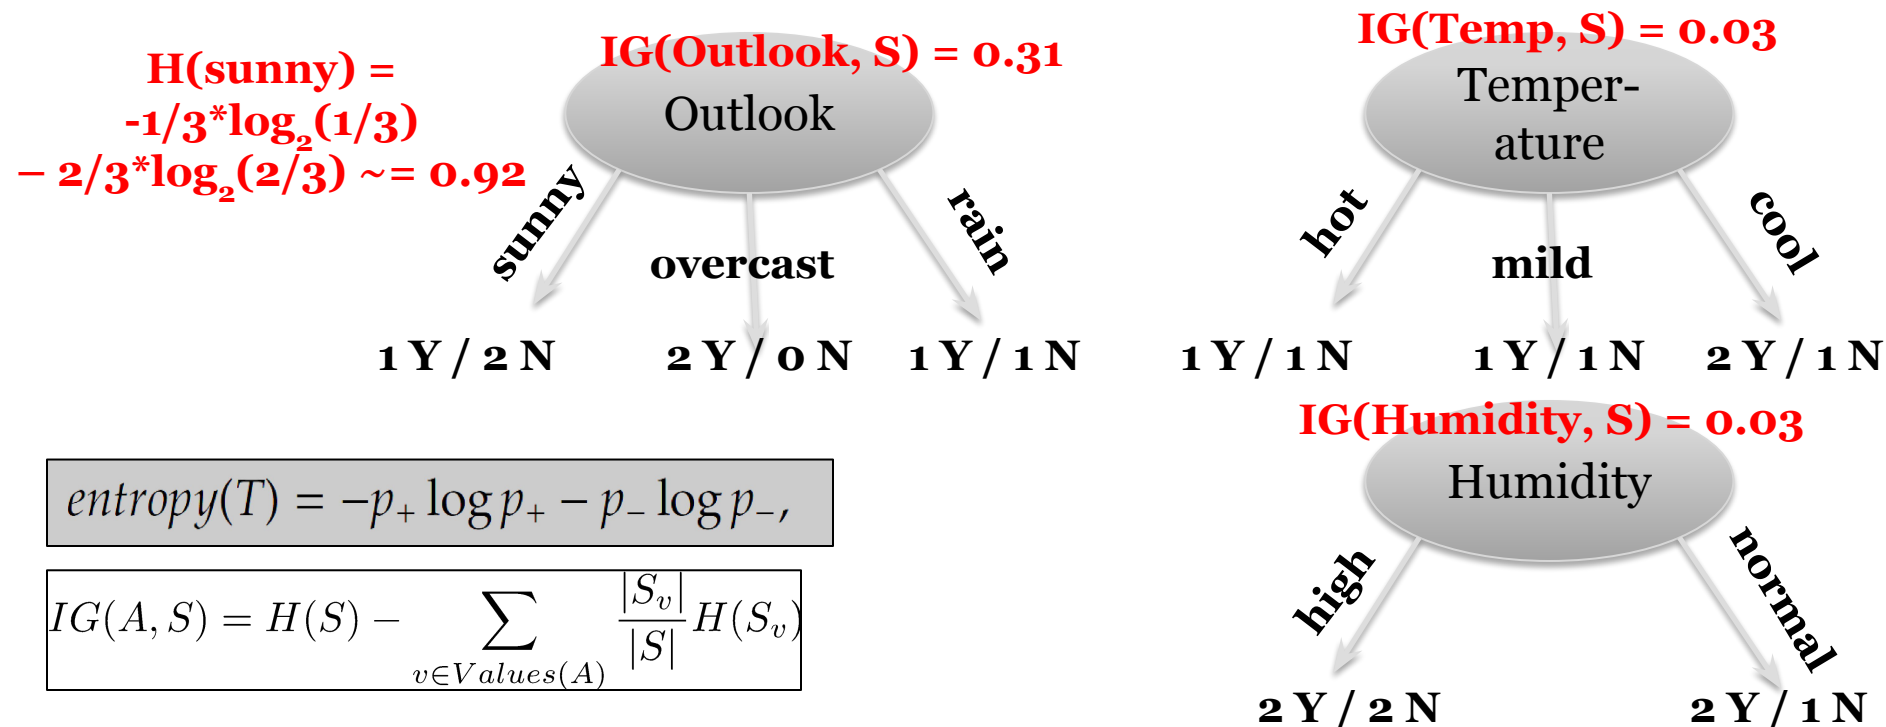 H(sunny) =
-1/3*log₂(1/3)
– 2/3*log₂(2/3) ~= 0.92
IG(Outlook, S) = 0.31
Outlook
sunny
overcast
rain
1 Y / 2 N
2 Y / 0 N
1 Y / 1 N
IG(Temp, S) = 0.03
Temper-
ature
hot
mild
cool
1 Y / 1 N
1 Y / 1 N
2 Y / 1 N
IG(Humidity, S) = 0.03
Humidity
high
normal
2 Y / 2 N
2 Y / 1 N
entropy(T) = −p₊ log p₊ − p₋ log p₋,
IG(A, S) = H(S) − ∑_{v∈Values(A)} |S_v|/|S| H(S_v)